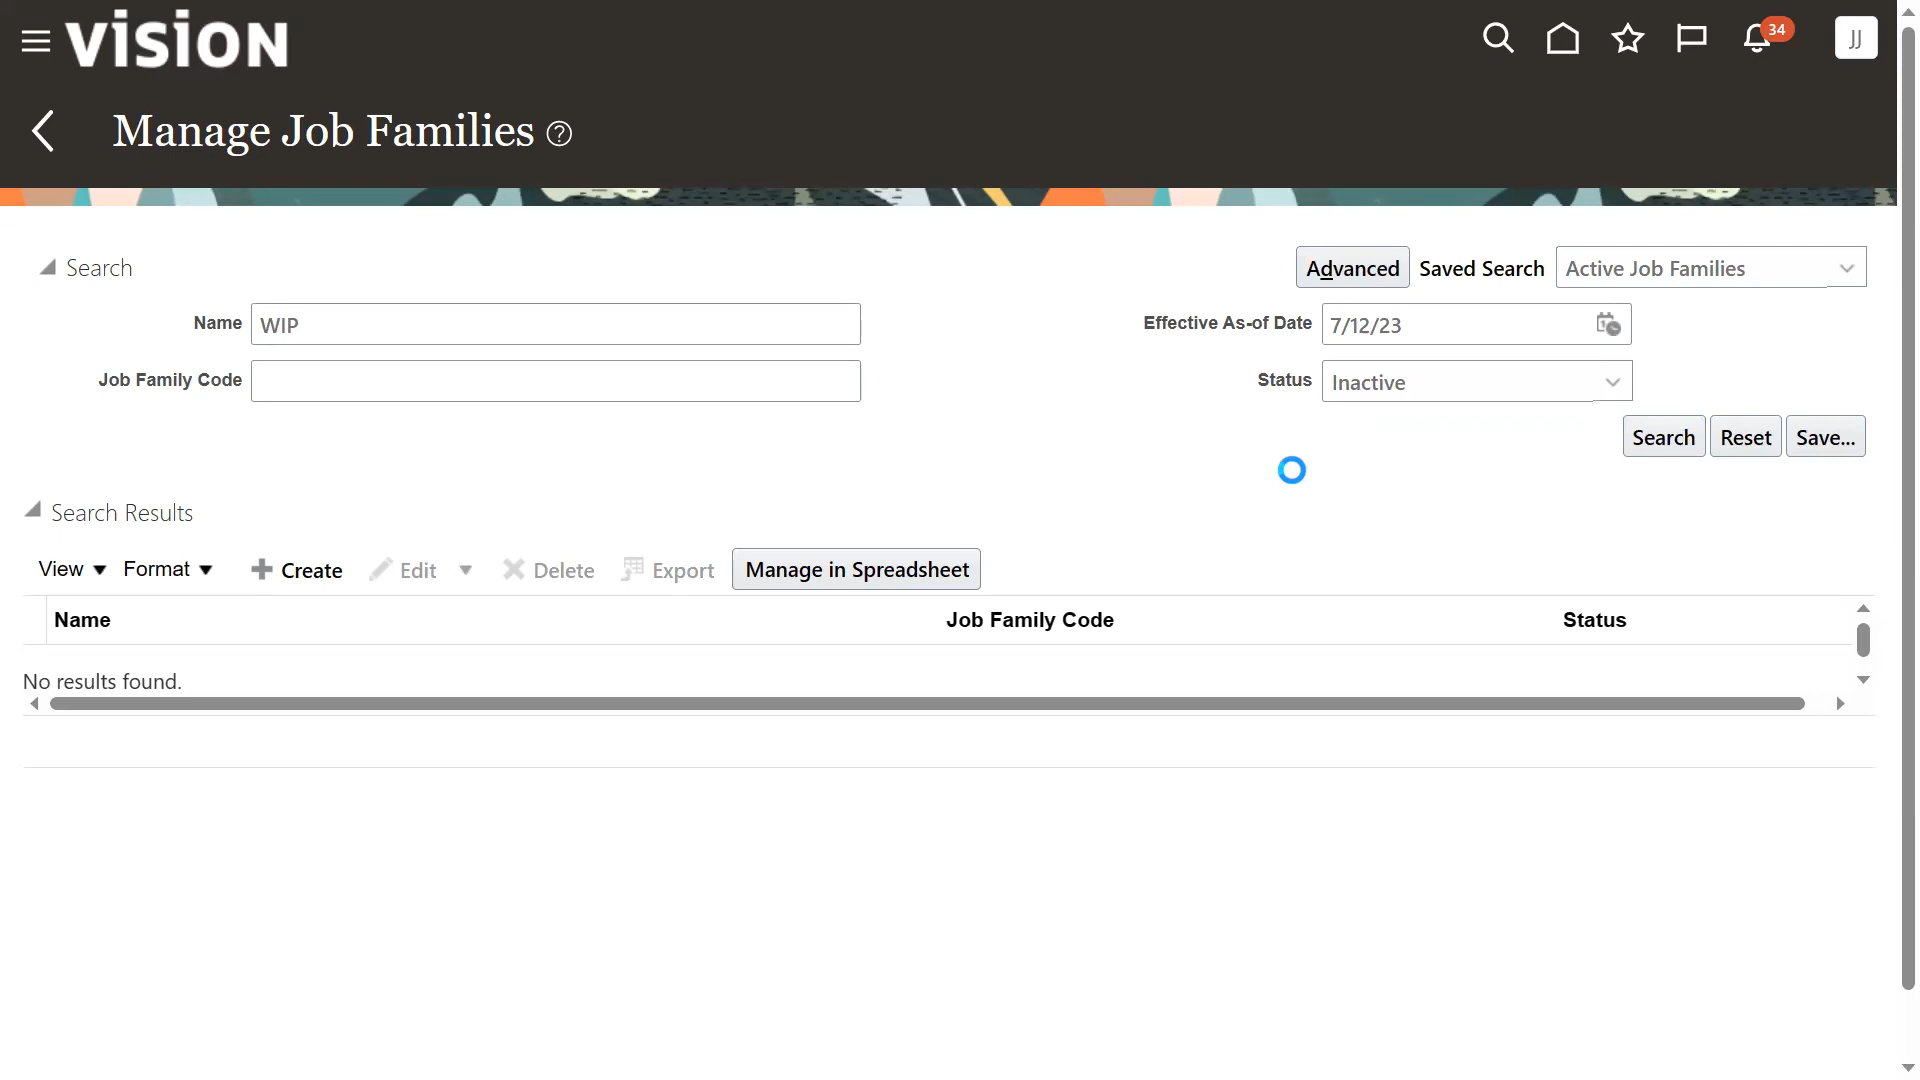 vision
34
JJ
Manage Job Families ?
Search
Advanced Saved Search Active Job Families
Name WIP Effective As-of Date 7/12/23
Job Family Code Status Inactive
Search Reset Save...
Search Results
View Format Create Edit Delete Export Manage in Spreadsheet
Name Job Family Code Status
No results found.